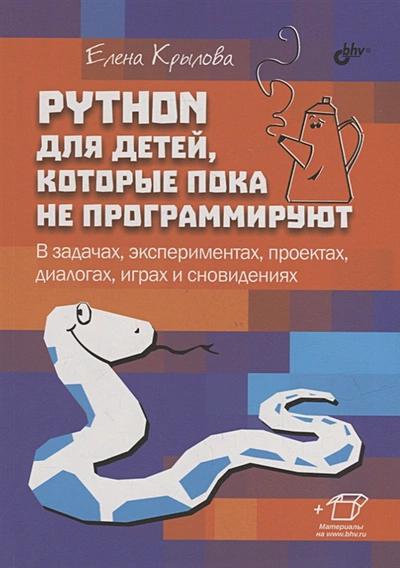 Елена Крылова
bhv®
PYTHON
ДЛЯ ДЕТЕЙ,
КОТОРЫЕ ПОКА
НЕ ПРОГРАММИРУЮТ
В задачах, экспериментах, проектах,
диалогах, играх и сновидениях
+
Материалы
на www.bhv.ru